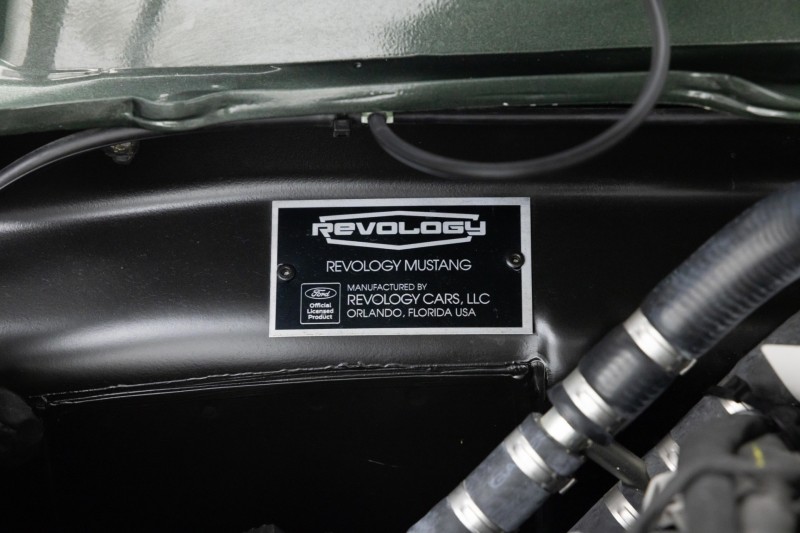 REVOLOGY
REVOLOGY MUSTANG
MANUFACTURED BY
REVOLOGY CARS, LLC
ORLANDO, FLORIDA USA
Ford
Official
Licensed
Product